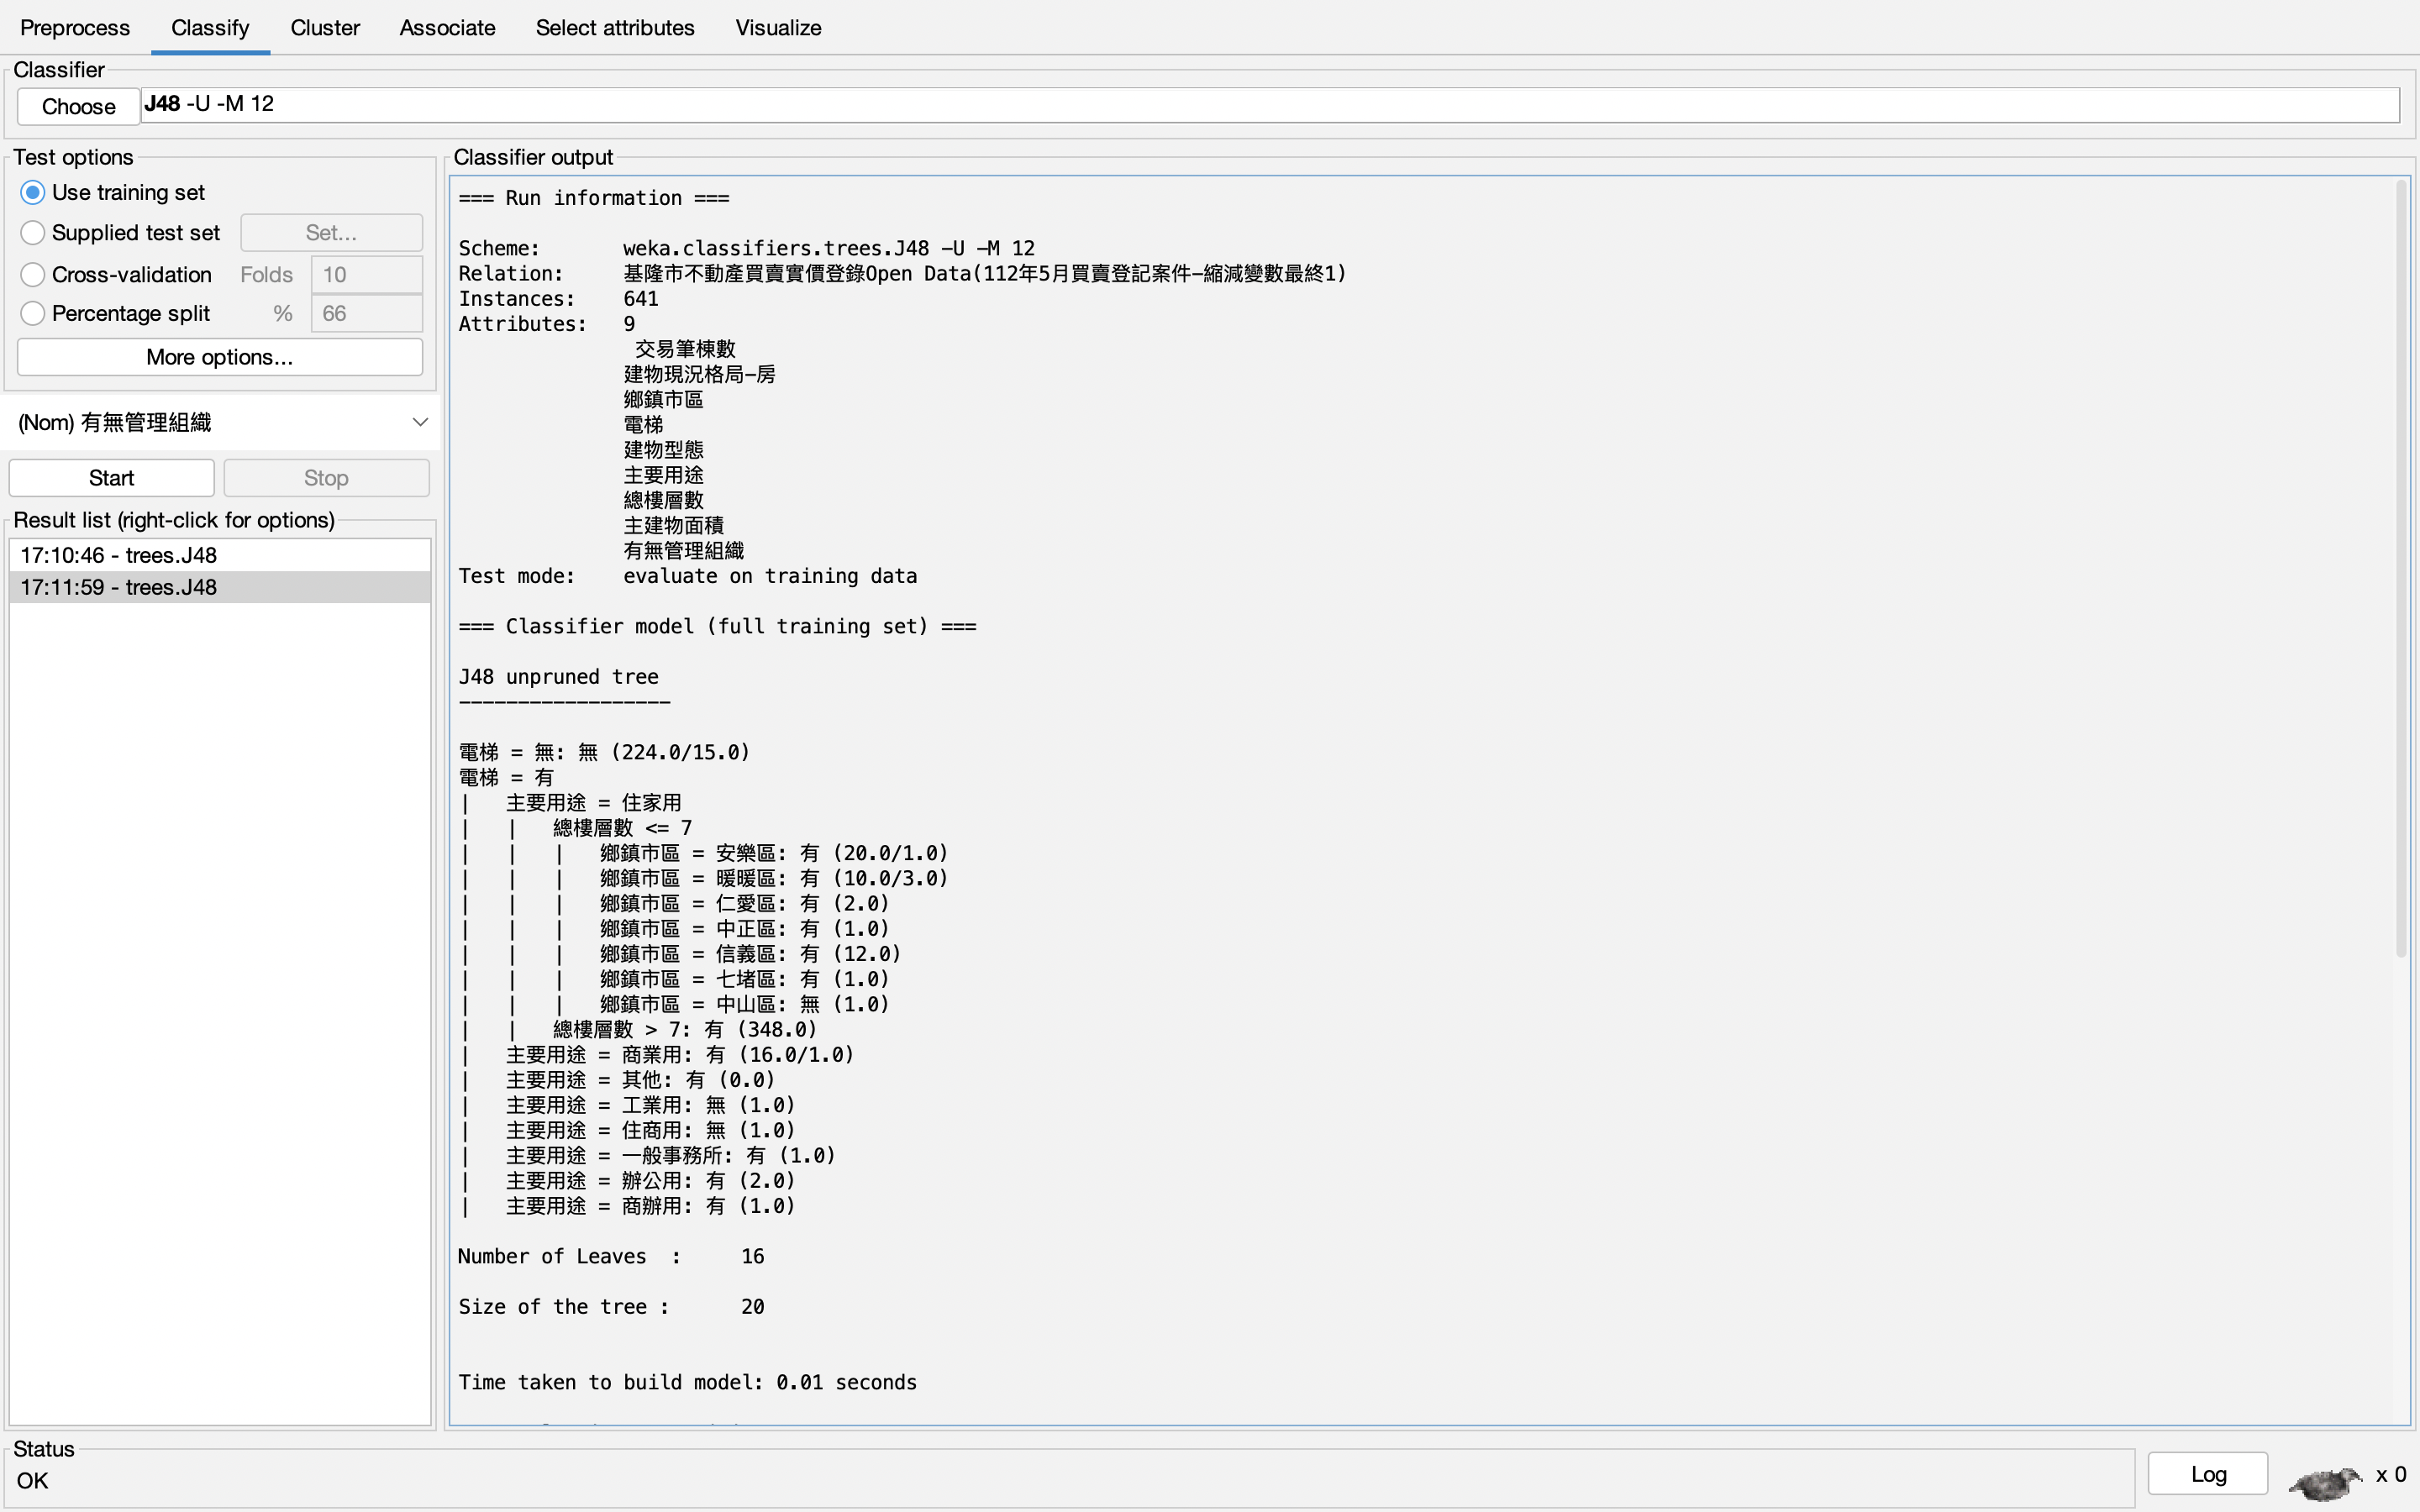 Preprocess Classify Cluster Associate Select attributes Visualize
Classifier
Choose J48 -U -M 12
Test options
Use training set
Supplied test set Set...
Cross-validation Folds 10
Percentage split % 66
More options...
(Nom) 有無管理組織
Start Stop
Result list (right-click for options)
17:10:46 - trees.J48
17:11:59 - trees.J48
Classifier output
=== Run information ===
Scheme: weka.classifiers.trees.J48 -U -M 12
Relation: 基隆市不動產買賣實價登錄Open Data(112年5月買賣登記案件-縮減變數最終1)
Instances: 641
Attributes: 9
交易筆棟數
建物現況格局-房
鄉鎮市區
電梯
建物型態
主要用途
總樓層數
主建物面積
有無管理組織
Test mode: evaluate on training data
=== Classifier model (full training set) ===
J48 unpruned tree
------------------
電梯 = 無: 無 (224.0/15.0)
電梯 = 有
| 主要用途 = 住家用
| | 總樓層數 <= 7
| | | 鄉鎮市區 = 安樂區: 有 (20.0/1.0)
| | | 鄉鎮市區 = 暖暖區: 有 (10.0/3.0)
| | | 鄉鎮市區 = 仁愛區: 有 (2.0)
| | | 鄉鎮市區 = 中正區: 有 (1.0)
| | | 鄉鎮市區 = 信義區: 有 (12.0)
| | | 鄉鎮市區 = 七堵區: 有 (1.0)
| | | 鄉鎮市區 = 中山區: 無 (1.0)
| | 總樓層數 > 7: 有 (348.0)
| 主要用途 = 商業用: 有 (16.0/1.0)
| 主要用途 = 其他: 有 (0.0)
| 主要用途 = 工業用: 無 (1.0)
| 主要用途 = 住商用: 無 (1.0)
| 主要用途 = 一般事務所: 有 (1.0)
| 主要用途 = 辦公用: 有 (2.0)
| 主要用途 = 商辦用: 有 (1.0)
Number of Leaves : 16
Size of the tree : 20
Time taken to build model: 0.01 seconds
Status
OK
Log x 0